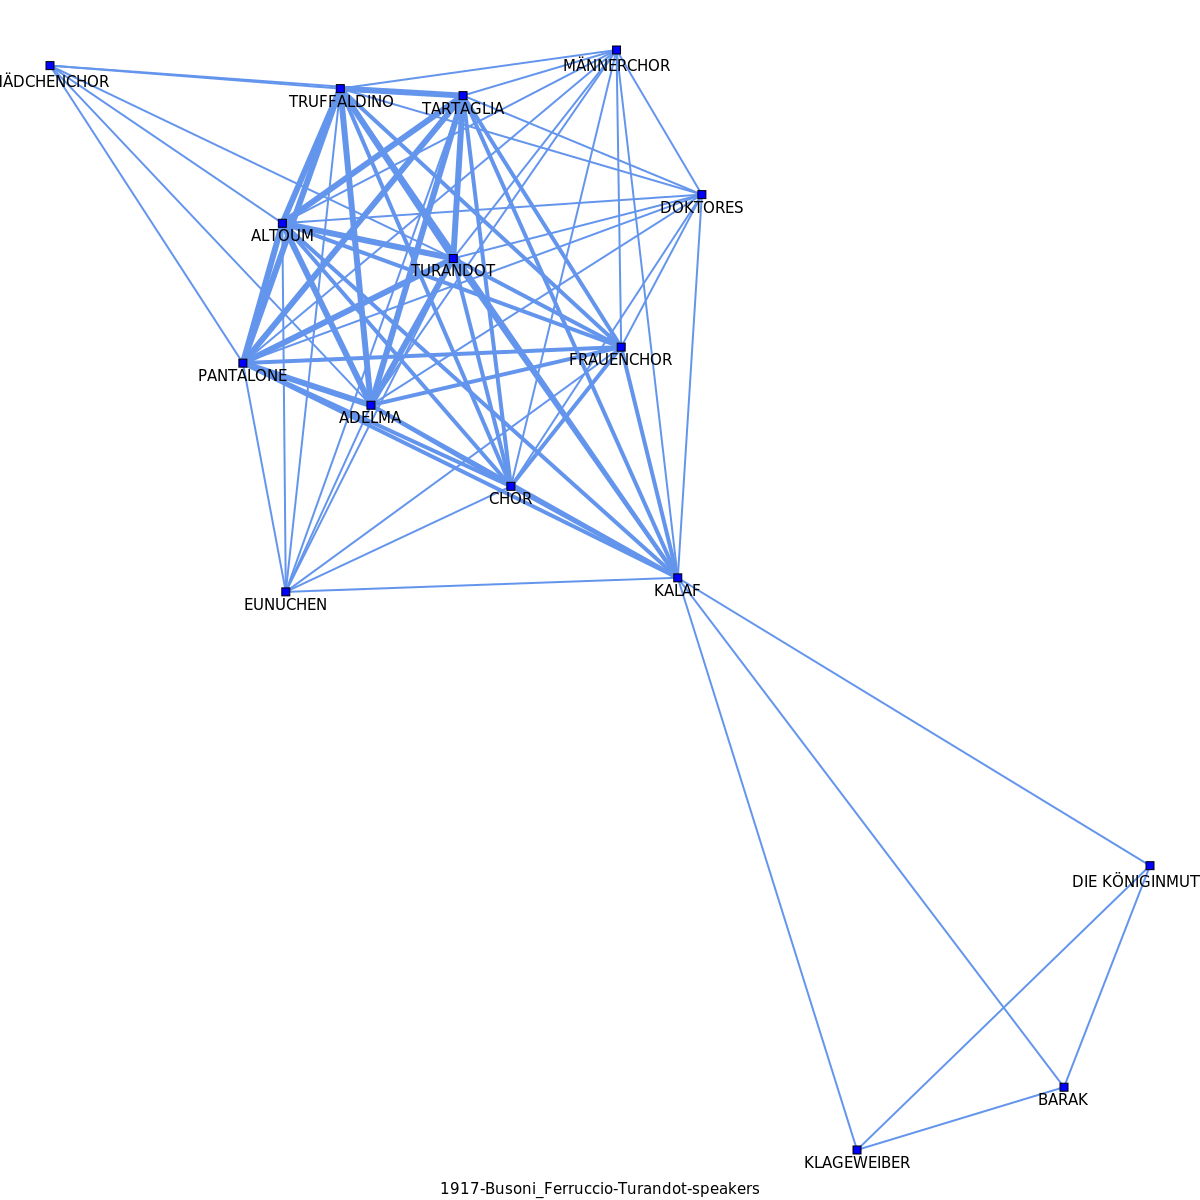 MÄNNERCHOR
ÄDCHENCHOR
TRUFFALDINO
TARTAGLIA
DOKTORES
ALTOUM
TURANDOT
FRAUENCHOR
PANTALONE
ADELMA
CHOR
KALAF
EUNUCHEN
DIE KÖNIGINMUT
BARAK
KLAGEWEIBER
1917-Busoni_Ferruccio-Turandot-speakers